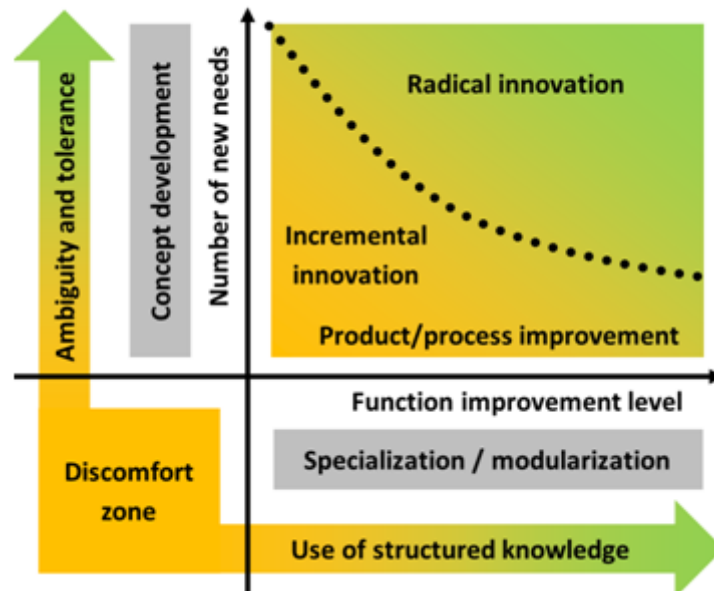 Ambiguity and tolerance
Concept development
Number of new needs
Radical innovation
Incremental
innovation
Product/process improvement
Function improvement level
Specialization / modularization
Discomfort
zone
Use of structured knowledge